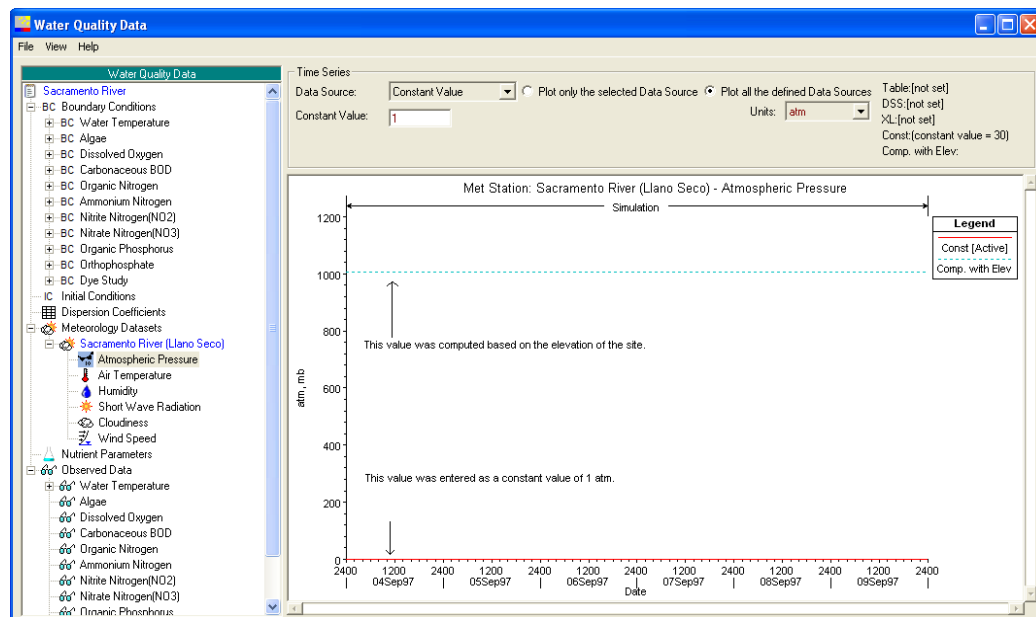 Water Quality Data
File View Help
Water Quality Data
Sacramento River
BC Boundary Conditions
BC Water Temperature
BC Algae
BC Dissolved Oxygen
BC Carbonaceous BOD
BC Organic Nitrogen
BC Ammonium Nitrogen
BC Nitrite Nitrogen(NO2)
BC Nitrate Nitrogen(NO3)
BC Organic Phosphorus
BC Orthophosphate
BC Dye Study
IC Initial Conditions
Dispersion Coefficients
Meteorology Datasets
Sacramento River (Llano Seco)
Atmospheric Pressure
Air Temperature
Humidity
Short Wave Radiation
Cloudiness
Wind Speed
Nutrient Parameters
Observed Data
Water Temperature
Algae
Dissolved Oxygen
Carbonaceous BOD
Organic Nitrogen
Ammonium Nitrogen
Nitrite Nitrogen(NO2)
Nitrate Nitrogen(NO3)
Organic Phosphorus
Time Series
Data Source: Constant Value Plot only the selected Data Source Plot all the defined Data Sources
Constant Value: 1 Units: atm
Table:[not set]
DSS:[not set]
XL:[not set]
Const:(constant value = 30)
Comp. with Elev:
Met Station: Sacramento River (Llano Seco) - Atmospheric Pressure
Simulation
Legend
Const [Active]
Comp. with Elev
atm, mb
1200
1000
800
600
400
200
0
This value was computed based on the elevation of the site.
This value was entered as a constant value of 1 atm.
2400 1200 2400 1200 2400 1200 2400 1200 2400 1200 2400 1200 2400
04Sep97 05Sep97 06Sep97 07Sep97 08Sep97 09Sep97
Date